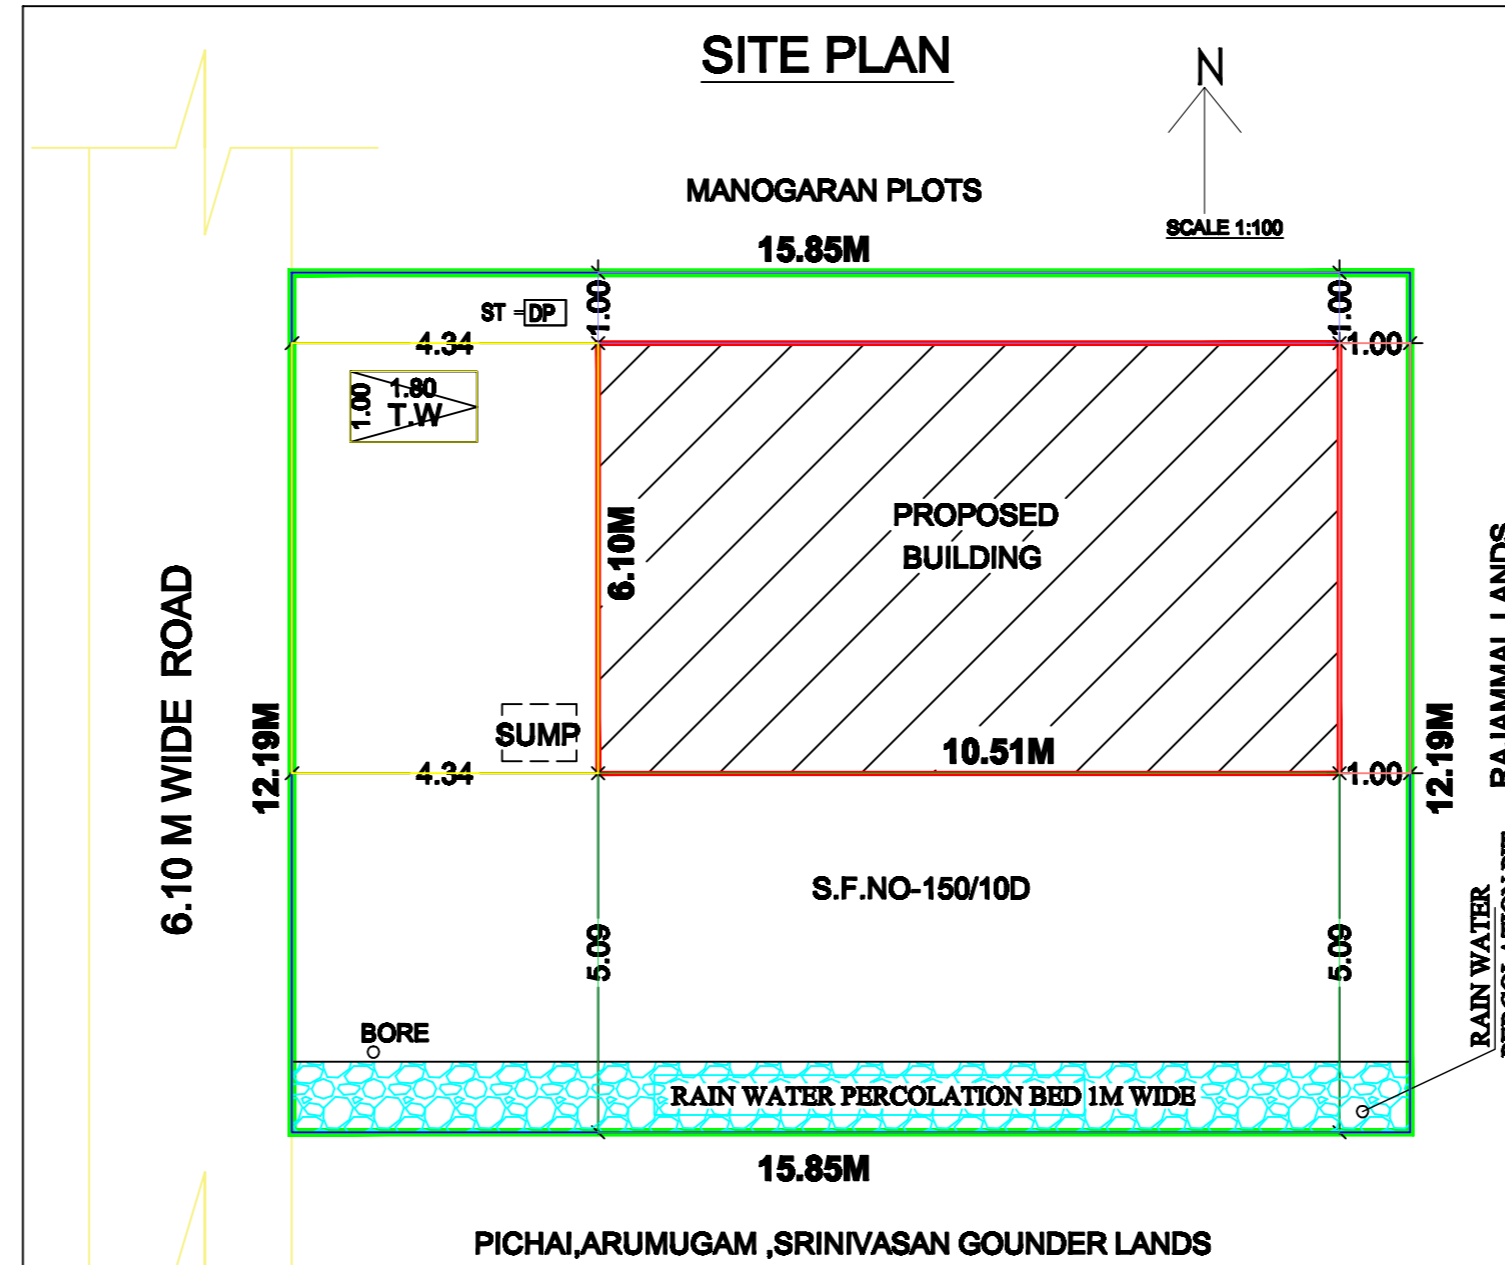 SITE PLAN
N
SCALE 1:100
MANOGARAN PLOTS
15.85M
ST
DP
1.00
1.00
4.34
1.00
1.80
1.00
T.W
6.10M
PROPOSED
BUILDING
6.10 M WIDE ROAD
12.19M
SUMP
10.51M
4.34
1.00
12.19M
RAJAMMAL LANDS
S.F.NO-150/10D
5.09
5.09
RAIN WATER
BORE
RAIN WATER PERCOLATION BED 1M WIDE
15.85M
PICHAI,ARUMUGAM ,SRINIVASAN GOUNDER LANDS